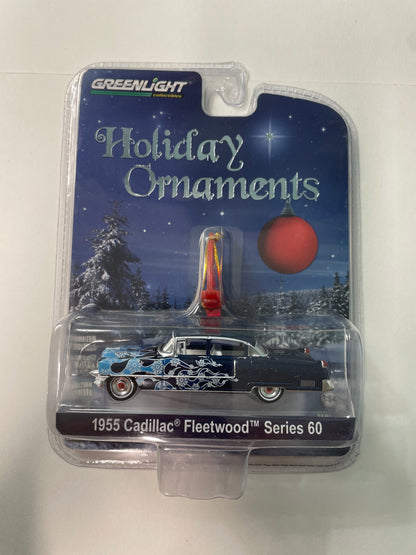 GREENLIGHT
collectibles
Holiday
Ornaments
1955 Cadillac® Fleetwood™ Series 60